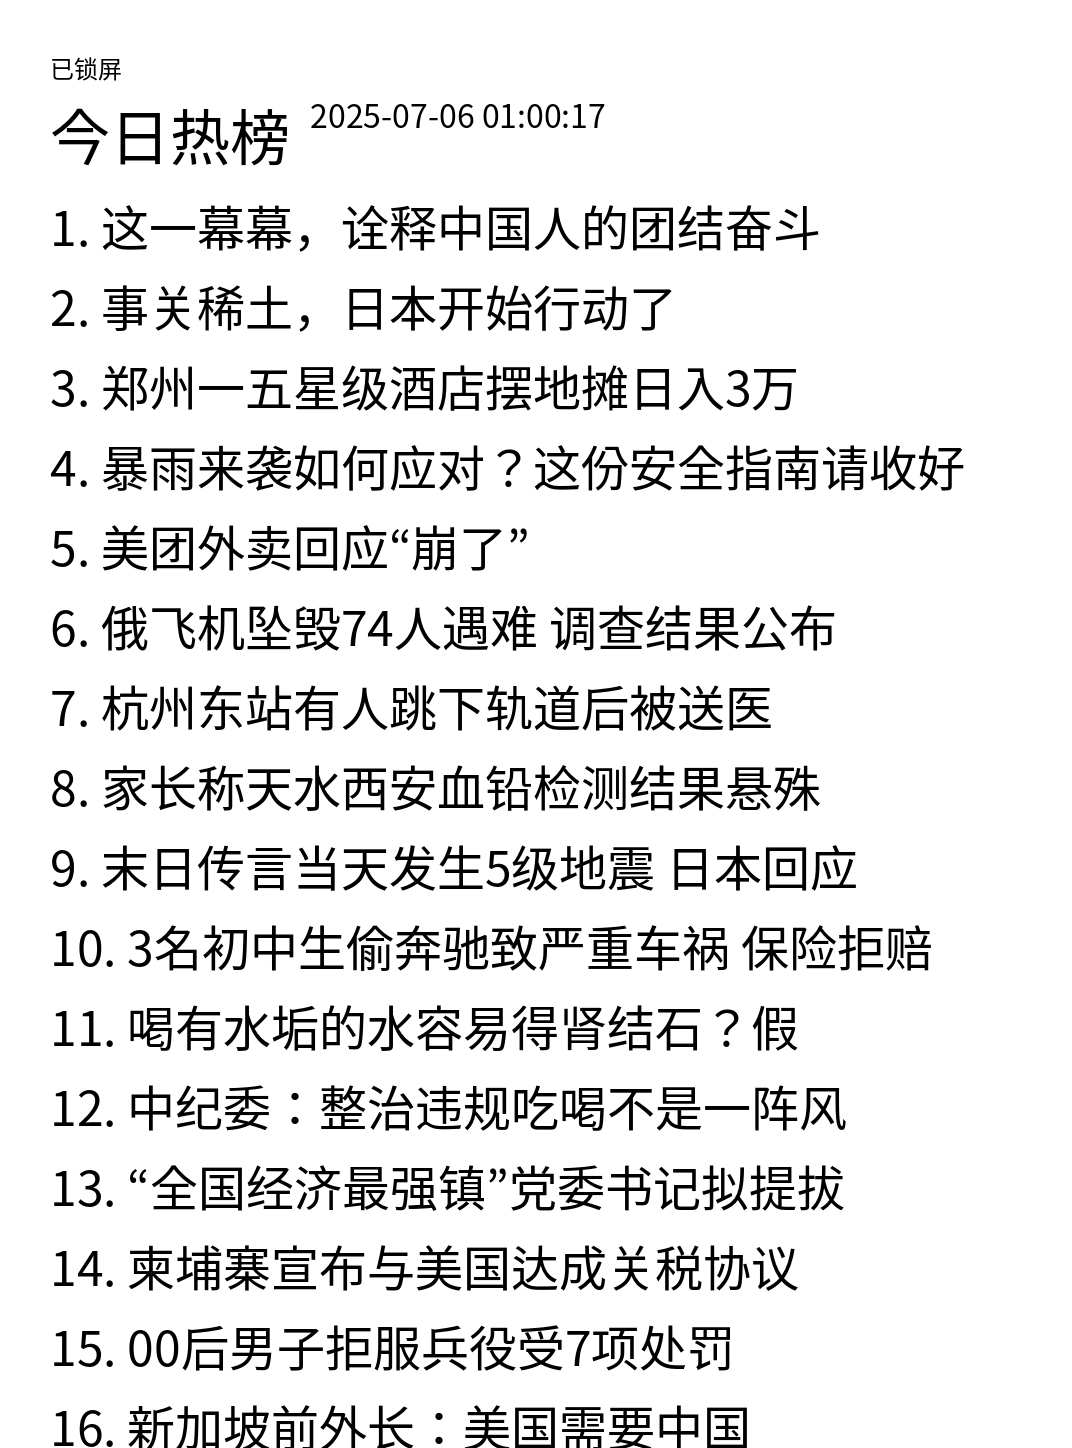 已锁屏
今日热榜 2025-07-06 01:00:17
1. 这一幕幕，诠释中国人的团结奋斗
2. 事关稀土，日本开始行动了
3. 郑州一五星级酒店摆地摊日入3万
4. 暴雨来袭如何应对？这份安全指南请收好
5. 美团外卖回应“崩了”
6. 俄飞机坠毁74人遇难 调查结果公布
7. 杭州东站有人跳下轨道后被送医
8. 家长称天水西安血铅检测结果悬殊
9. 末日传言当天发生5级地震 日本回应
10. 3名初中生偷奔驰致严重车祸 保险拒赔
11. 喝有水垢的水容易得肾结石？假
12. 中纪委：整治违规吃喝不是一阵风
13. “全国经济最强镇”党委书记拟提拔
14. 柬埔寨宣布与美国达成关税协议
15. 00后男子拒服兵役受7项处罚
16. 新加坡前外长：美国需要中国